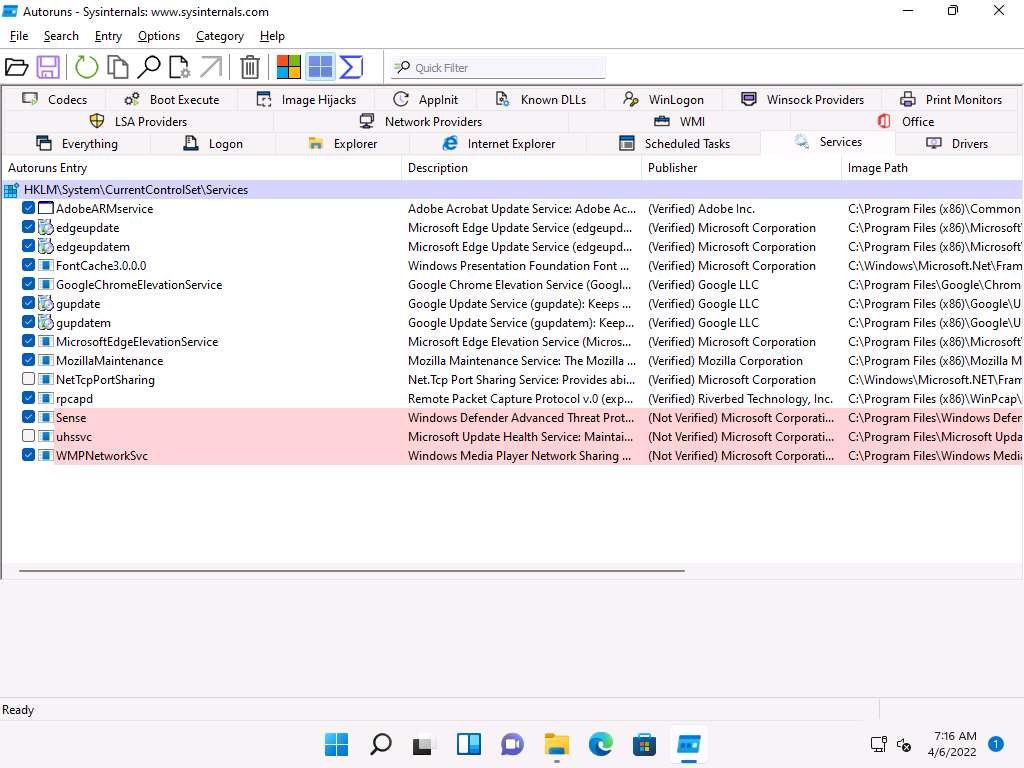 Autoruns - Sysinternals: www.sysinternals.com
File Search Entry Options Category Help
Quick Filter
Codecs Boot Execute Image Hijacks AppInit Known DLLs WinLogon Winsock Providers Print Monitors
LSA Providers Network Providers WMI Office
Everything Logon Explorer Internet Explorer Scheduled Tasks Services Drivers
Autoruns Entry Description Publisher Image Path
HKLM\System\CurrentControlSet\Services
AdobeARMservice Adobe Acrobat Update Service: Adobe Ac... (Verified) Adobe Inc. C:\Program Files (x86)\Common
edgeupdate Microsoft Edge Update Service (edgeupd... (Verified) Microsoft Corporation C:\Program Files (x86)\Microsoft
edgeupdatem Microsoft Edge Update Service (edgeupd... (Verified) Microsoft Corporation C:\Program Files (x86)\Microsoft
FontCache3.0.0.0 Windows Presentation Foundation Font ... (Verified) Microsoft Corporation C:\Windows\Microsoft.Net\Fram
GoogleChromeElevationService Google Chrome Elevation Service (Googl... (Verified) Google LLC C:\Program Files\Google\Chrom
gupdate Google Update Service (gupdate): Keeps ... (Verified) Google LLC C:\Program Files (x86)\Google\U
gupdatem Google Update Service (gupdatem): Keep... (Verified) Google LLC C:\Program Files (x86)\Google\U
MicrosoftEdgeElevationService Microsoft Edge Elevation Service (Micros... (Verified) Microsoft Corporation C:\Program Files (x86)\Microsoft
MozillaMaintenance Mozilla Maintenance Service: The Mozilla ... (Verified) Mozilla Corporation C:\Program Files (x86)\Mozilla M
NetTcpPortSharing Net.Tcp Port Sharing Service: Provides abi... (Verified) Microsoft Corporation C:\Windows\Microsoft.NET\Fram
rpcapd Remote Packet Capture Protocol v.0 (exp... (Verified) Riverbed Technology, Inc. C:\Program Files (x86)\WinPcap\
Sense Windows Defender Advanced Threat Prot... (Not Verified) Microsoft Corporati... C:\Program Files\Windows Defer
uhssvc Microsoft Update Health Service: Maintai... (Not Verified) Microsoft Corporati... C:\Program Files\Microsoft Upda
WMPNetworkSvc Windows Media Player Network Sharing ... (Not Verified) Microsoft Corporati... C:\Program Files\Windows Media
Ready
7:16 AM
4/6/2022
1